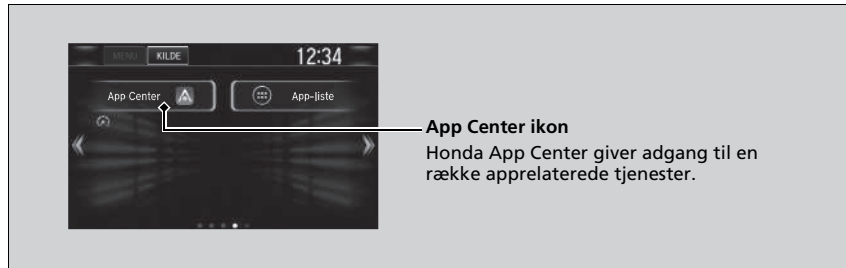 MENU KILDE 12:34
App Center App-liste
App Center ikon
Honda App Center giver adgang til en
række apprelaterede tjenester.